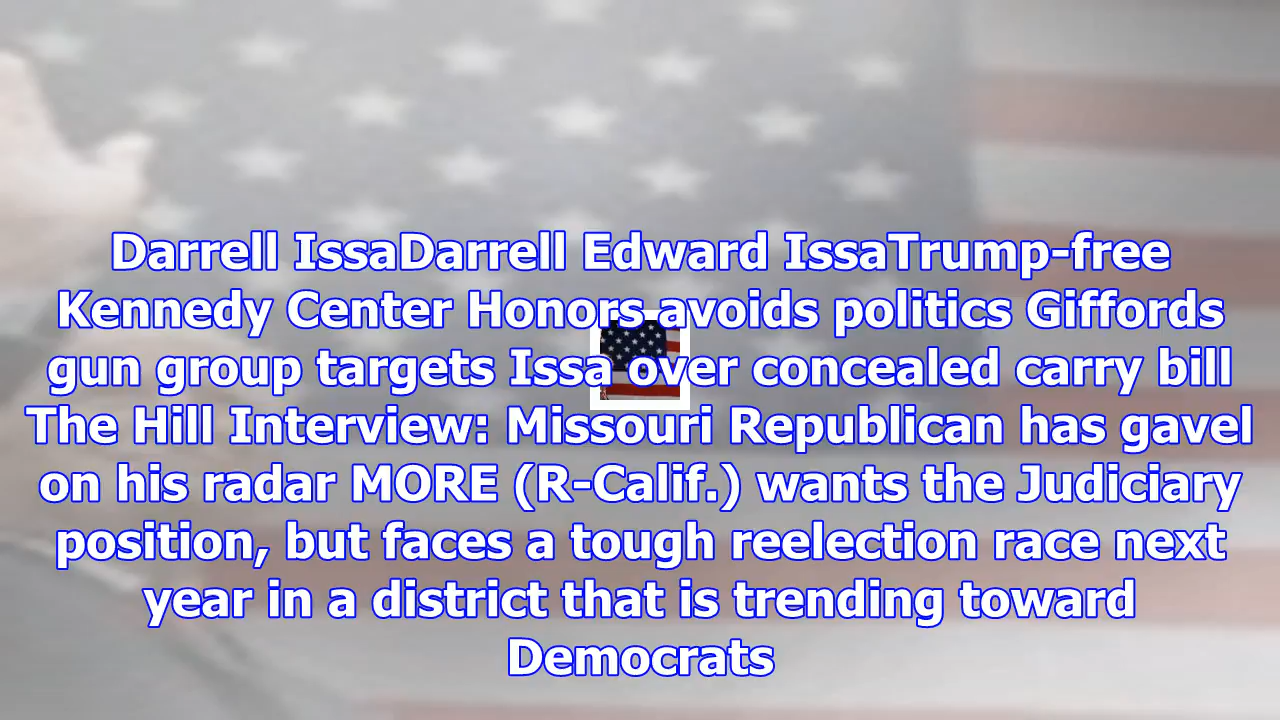 Darrell IssaDarrell Edward IssaTrump-free
Kennedy Center Honors avoids politics Giffords
gun group targets Issa over concealed carry bill
The Hill Interview: Missouri Republican has gavel
on his radar MORE (R-Calif.) wants the Judiciary
position, but faces a tough reelection race next
year in a district that is trending toward
Democrats